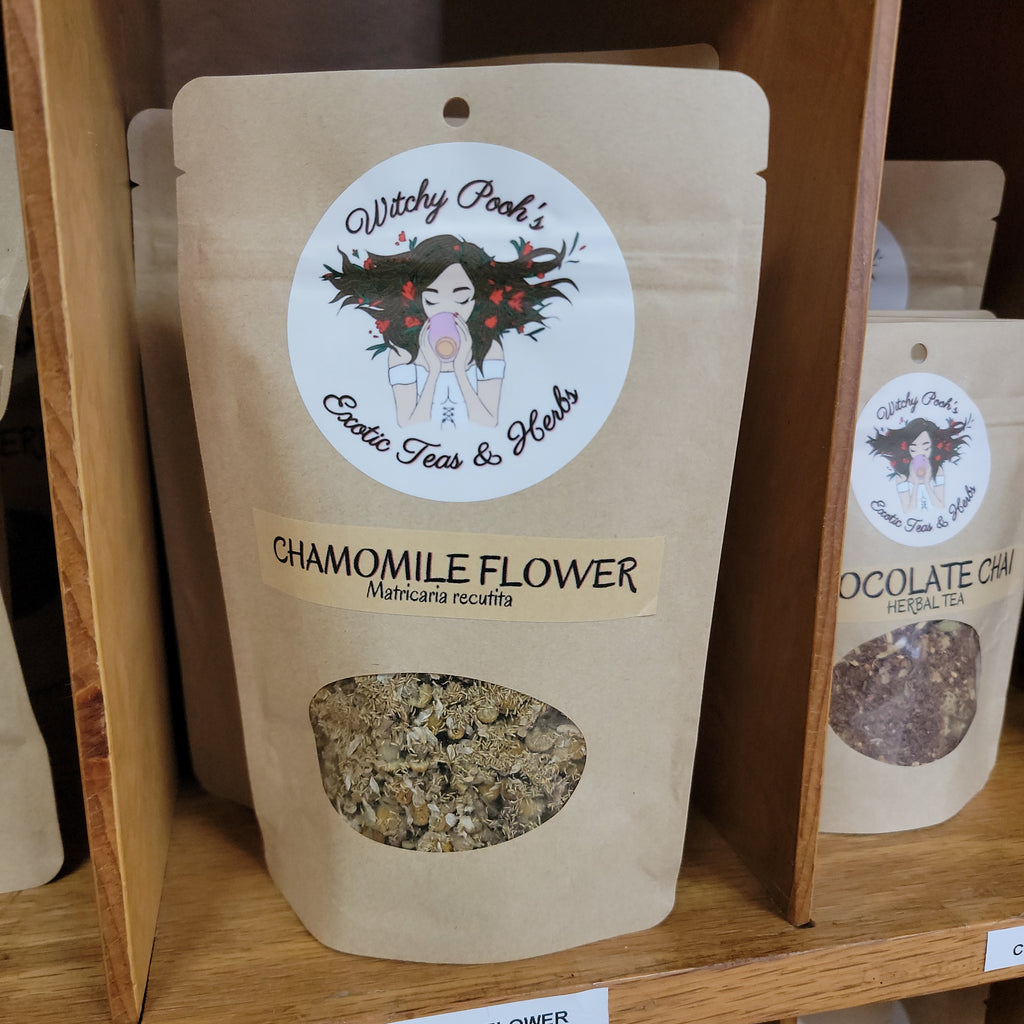 Witchy Pooh's
Exotic Teas & Herbs
CHAMOMILE FLOWER
Matricaria recutita
Witchy Pooh's
Exotic Teas & Herbs
OCOLATE CHAI
HERBAL TEA
FLOWER
C